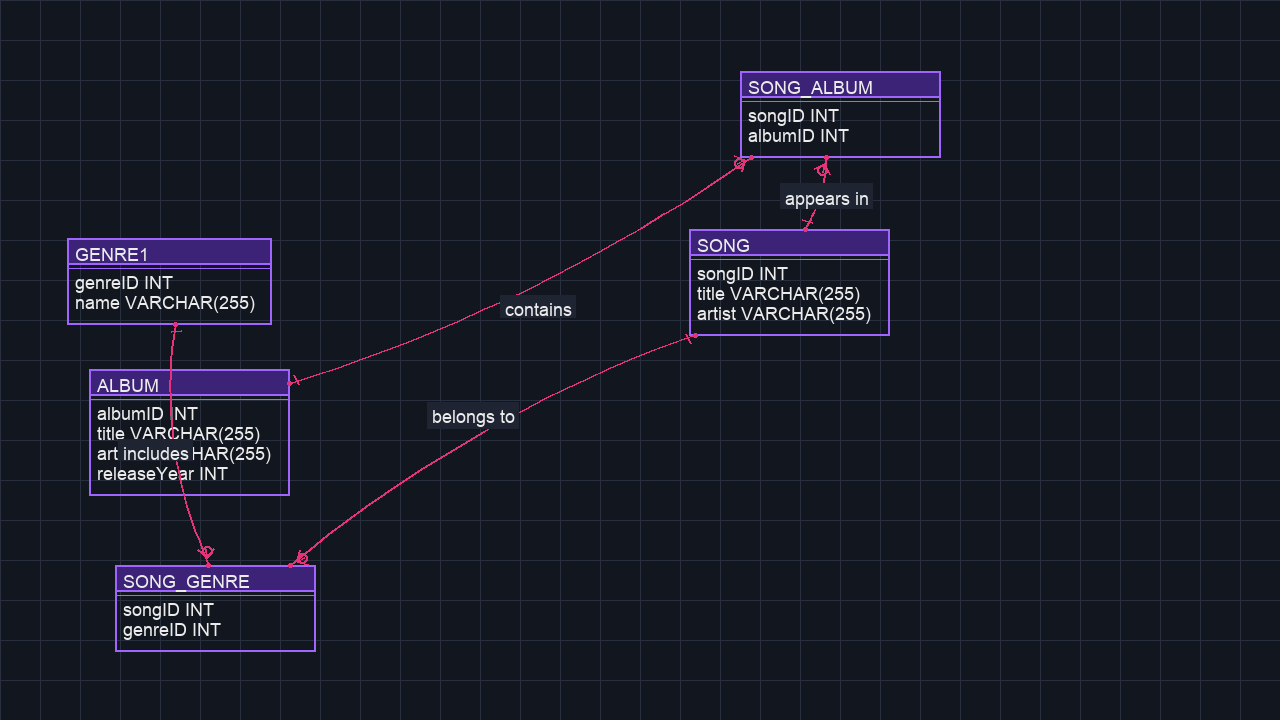 SONG_ALBUM
songID INT
albumID INT
appears in
SONG
songID INT
title VARCHAR(255)
artist VARCHAR(255)
GENRE1
genreID INT
name VARCHAR(255)
contains
ALBUM
albumID INT
title VARCHAR(255)
art includes HAR(255)
releaseYear INT
belongs to
SONG_GENRE
songID INT
genreID INT